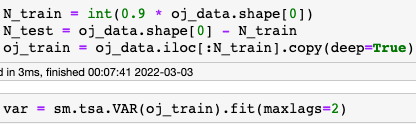 N_train = int(0.9 * oj_data.shape[0])
N_test = oj_data.shape[0] - N_train
oj_train = oj_data.iloc[:N_train].copy(deep=True)
d in 3ms, finished 00:07:41 2022-03-03
var = sm.tsa.VAR(oj_train).fit(maxlags=2)